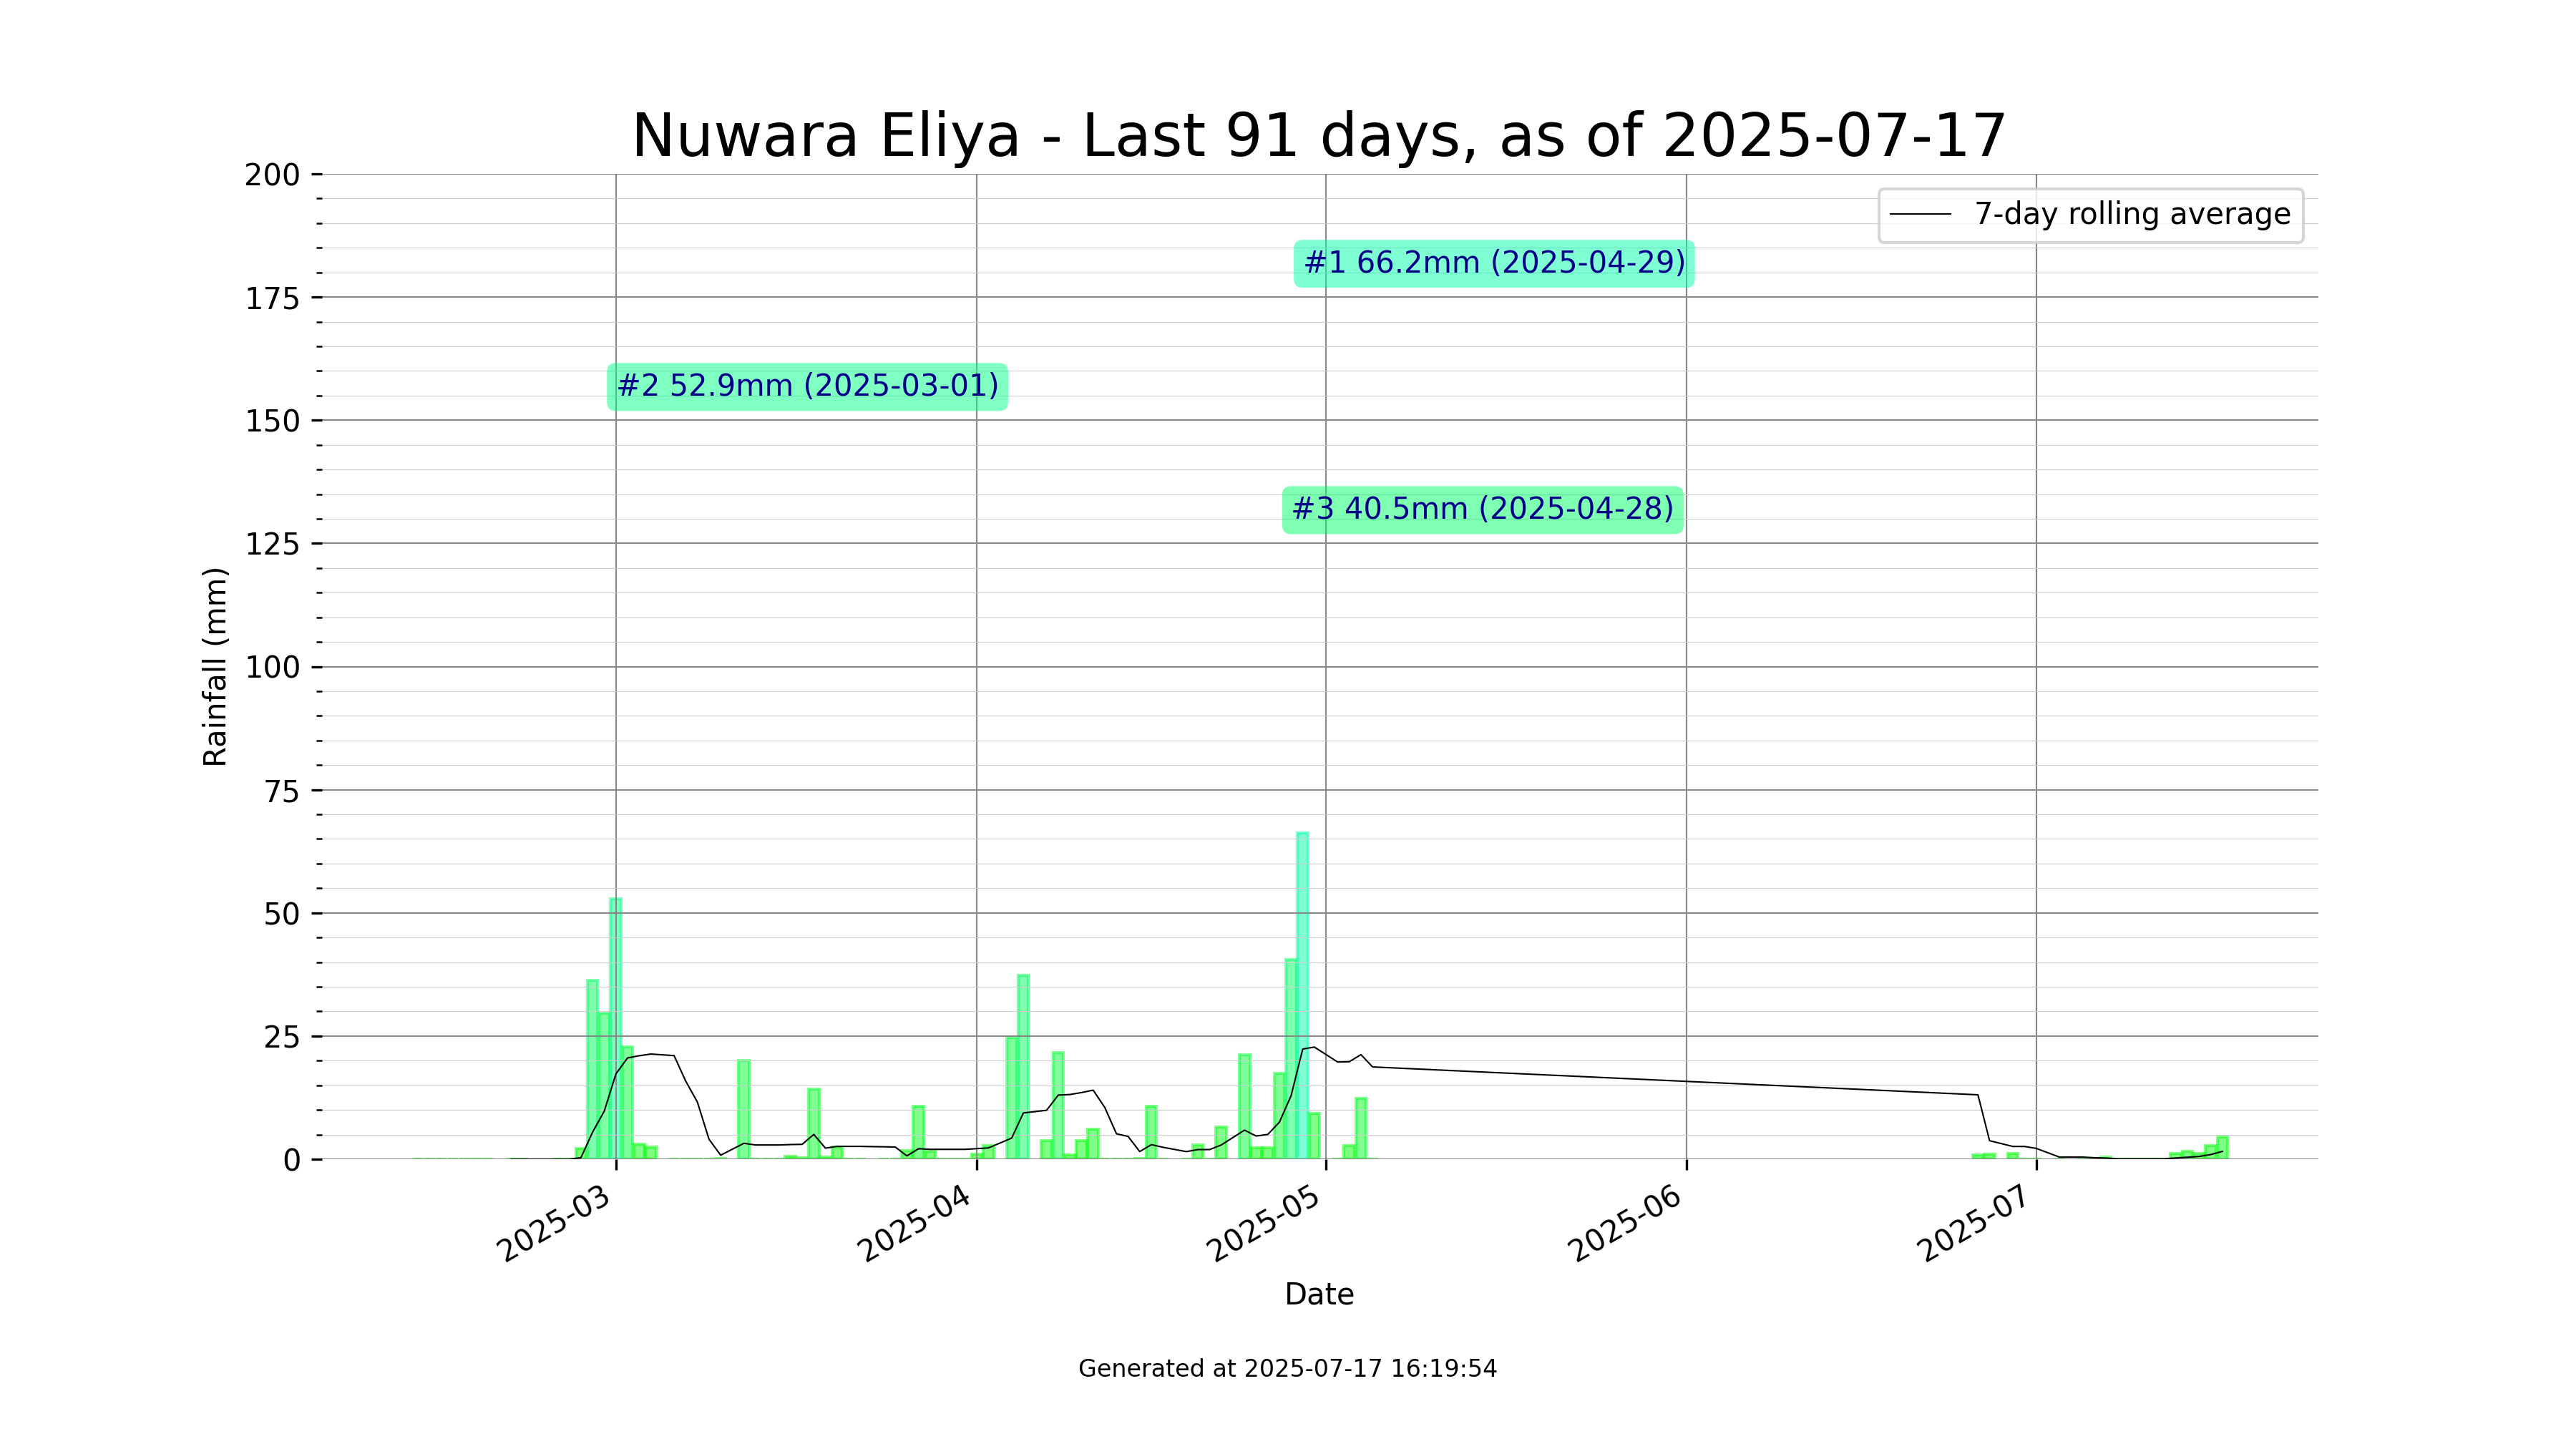 Nuwara Eliya - Last 91 days, as of 2025-07-17
200
175
150
125
100
75
50
25
0
Rainfall (mm)
7-day rolling average
#1 66.2mm (2025-04-29)
#2 52.9mm (2025-03-01)
#3 40.5mm (2025-04-28)
2025-03
2025-04
2025-05
2025-06
2025-07
Date
Generated at 2025-07-17 16:19:54